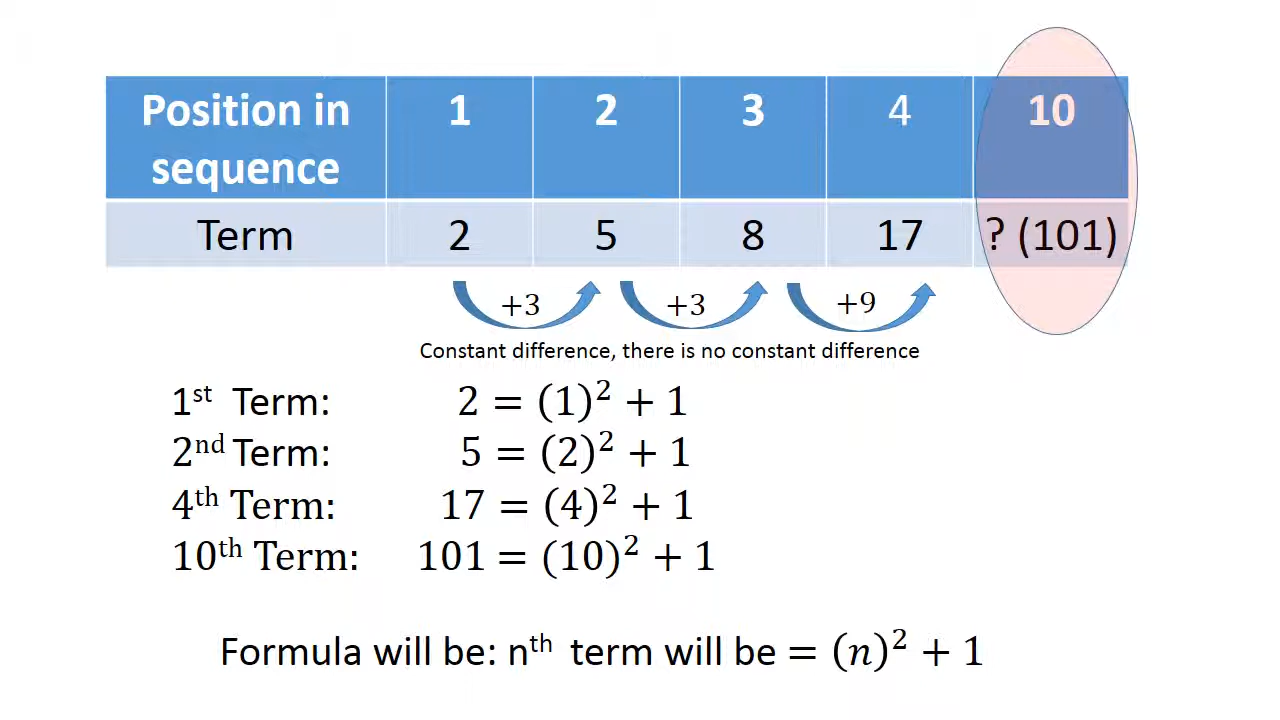 Position in sequence 1 2 3 4 10
Term 2 5 8 17 ? (101)
+3 +3 +9
Constant difference, there is no constant difference
1st Term: 2 = (1)² + 1
2nd Term: 5 = (2)² + 1
4th Term: 17 = (4)² + 1
10th Term: 101 = (10)² + 1
Formula will be: nth term will be = (n)² + 1